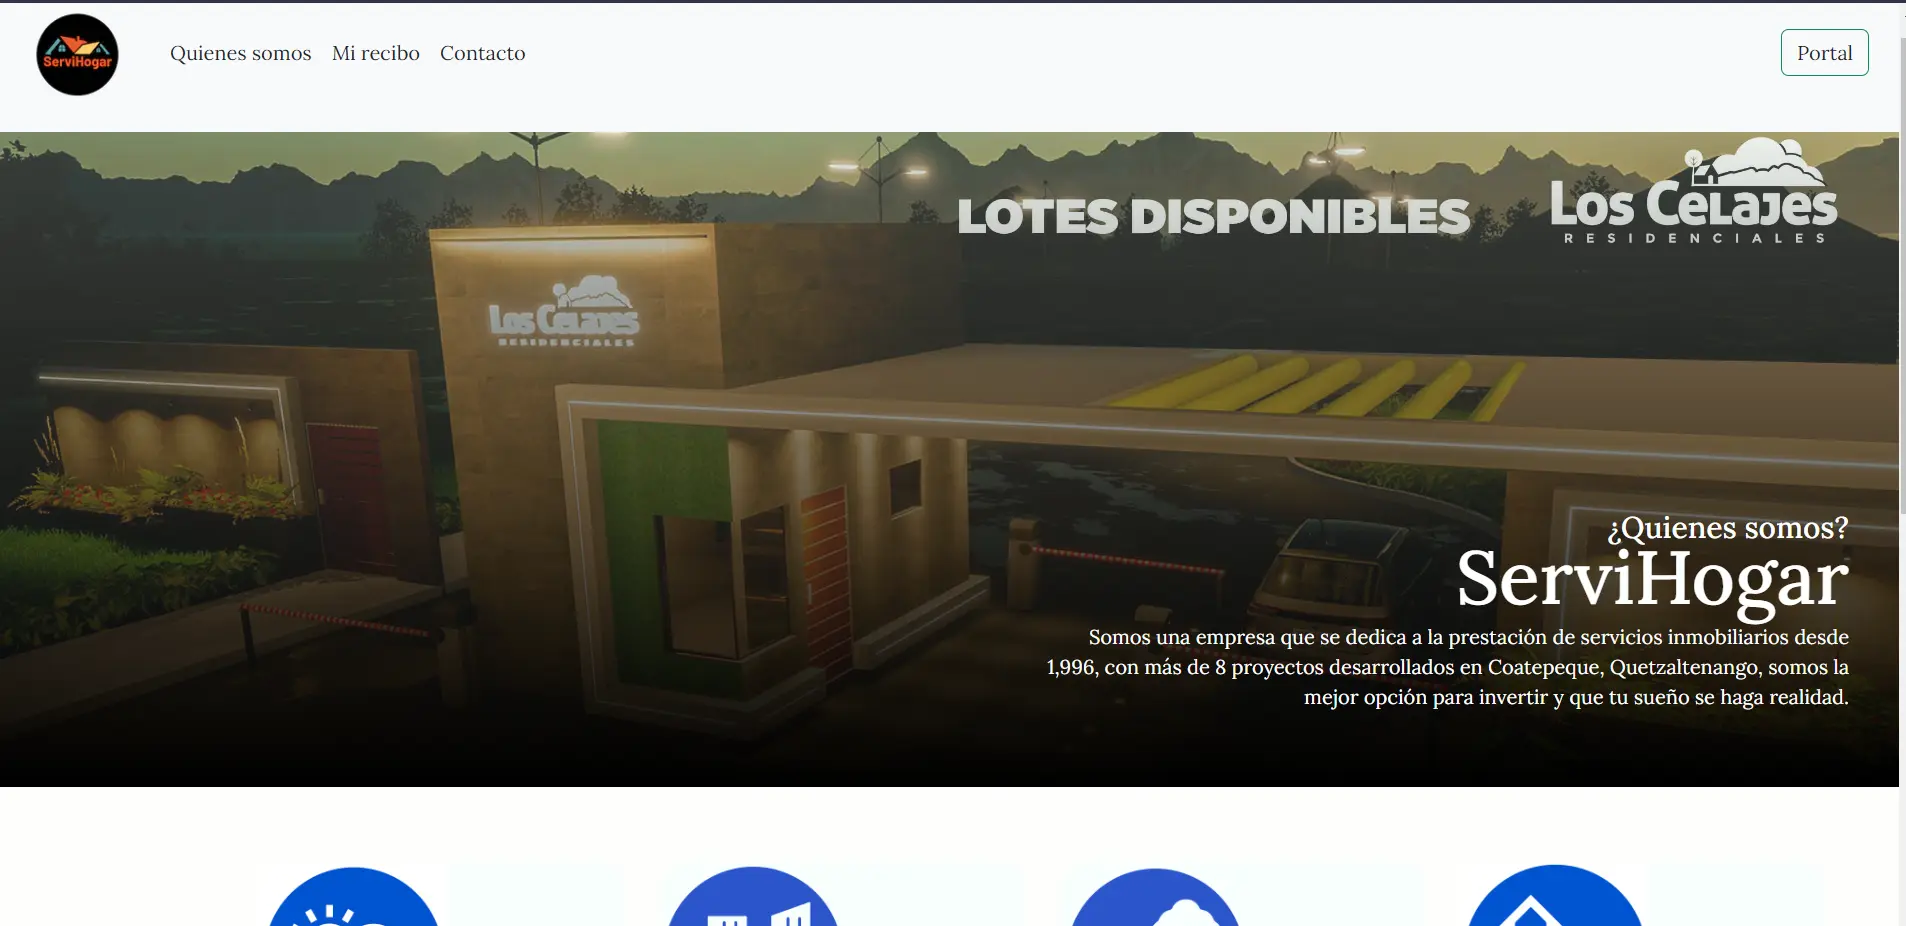 ServiHogar
Quienes somos
Mi recibo
Contacto
Portal
LOTES DISPONIBLES
Los Celajes
RESIDENCIALES
Los Celajes
RESIDENCIALES
¿Quienes somos?
ServiHogar
Somos una empresa que se dedica a la prestación de servicios inmobiliarios desde
1,996, con más de 8 proyectos desarrollados en Coatepeque, Quetzaltenango, somos la
mejor opción para invertir y que tu sueño se haga realidad.